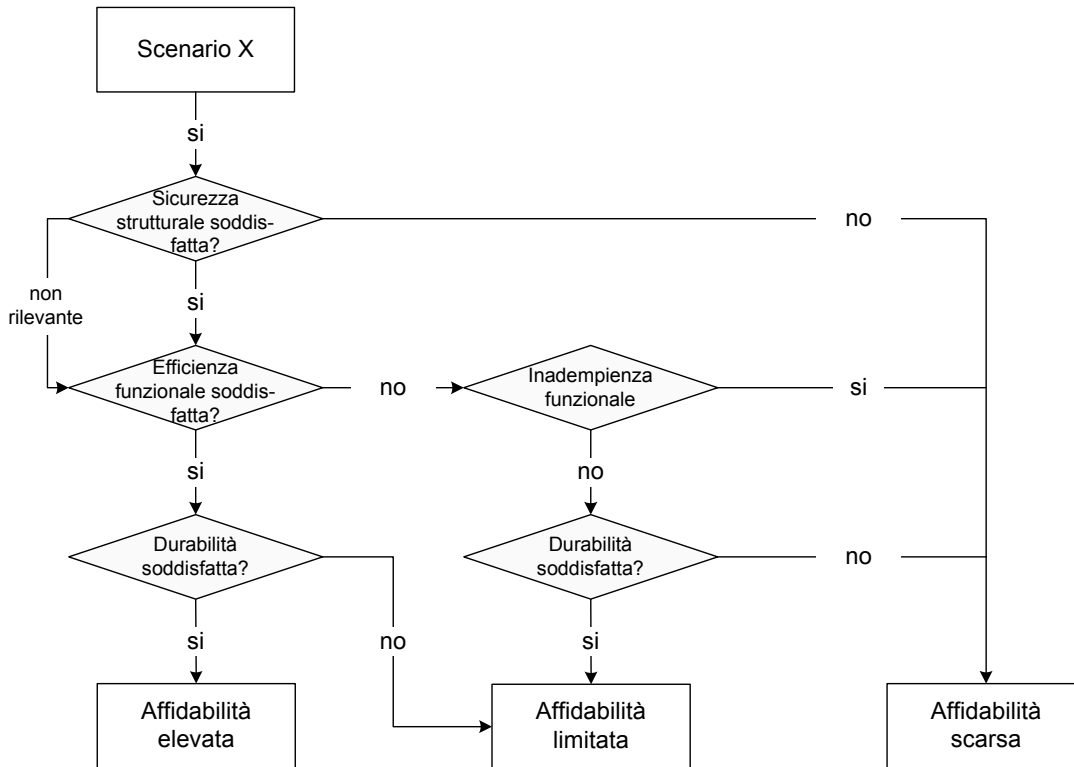 Scenario X
si
Sicurezza
strutturale soddis-
fatta?
no
non
rilevante
si
Efficienza
funzionale soddis-
fatta?
no
Inadempienza
funzionale
si
si
no
Durabilità
soddisfatta?
Durabilità
soddisfatta?
no
si
no
si
Affidabilità
elevata
Affidabilità
limitata
Affidabilità
scarsa